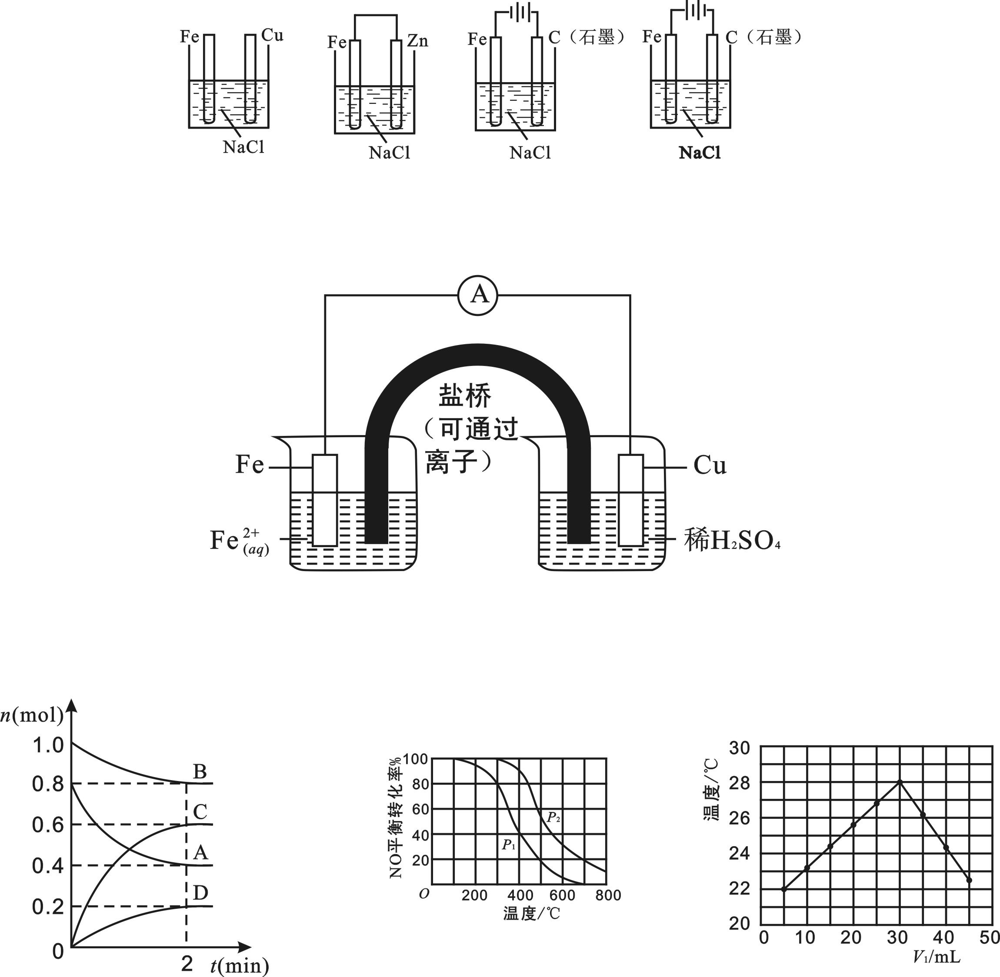 Fe Cu
NaCl
Fe Zn
NaCl
Fe C（石墨）
NaCl
Fe C（石墨）
NaCl
A
盐桥
（可通过
离子）
Fe
Fe2+(aq)
Cu
稀H2SO4
n(mol)
1.0
0.8
0.6
0.4
0.2
0
B
C
A
D
2
t(min)
NO平衡转化率%
100
80
60
40
20
O
200 400 600 800
P1
P2
温度/℃
温度/℃
30
28
26
24
22
20
0 10 20 30 40 50
V1/mL